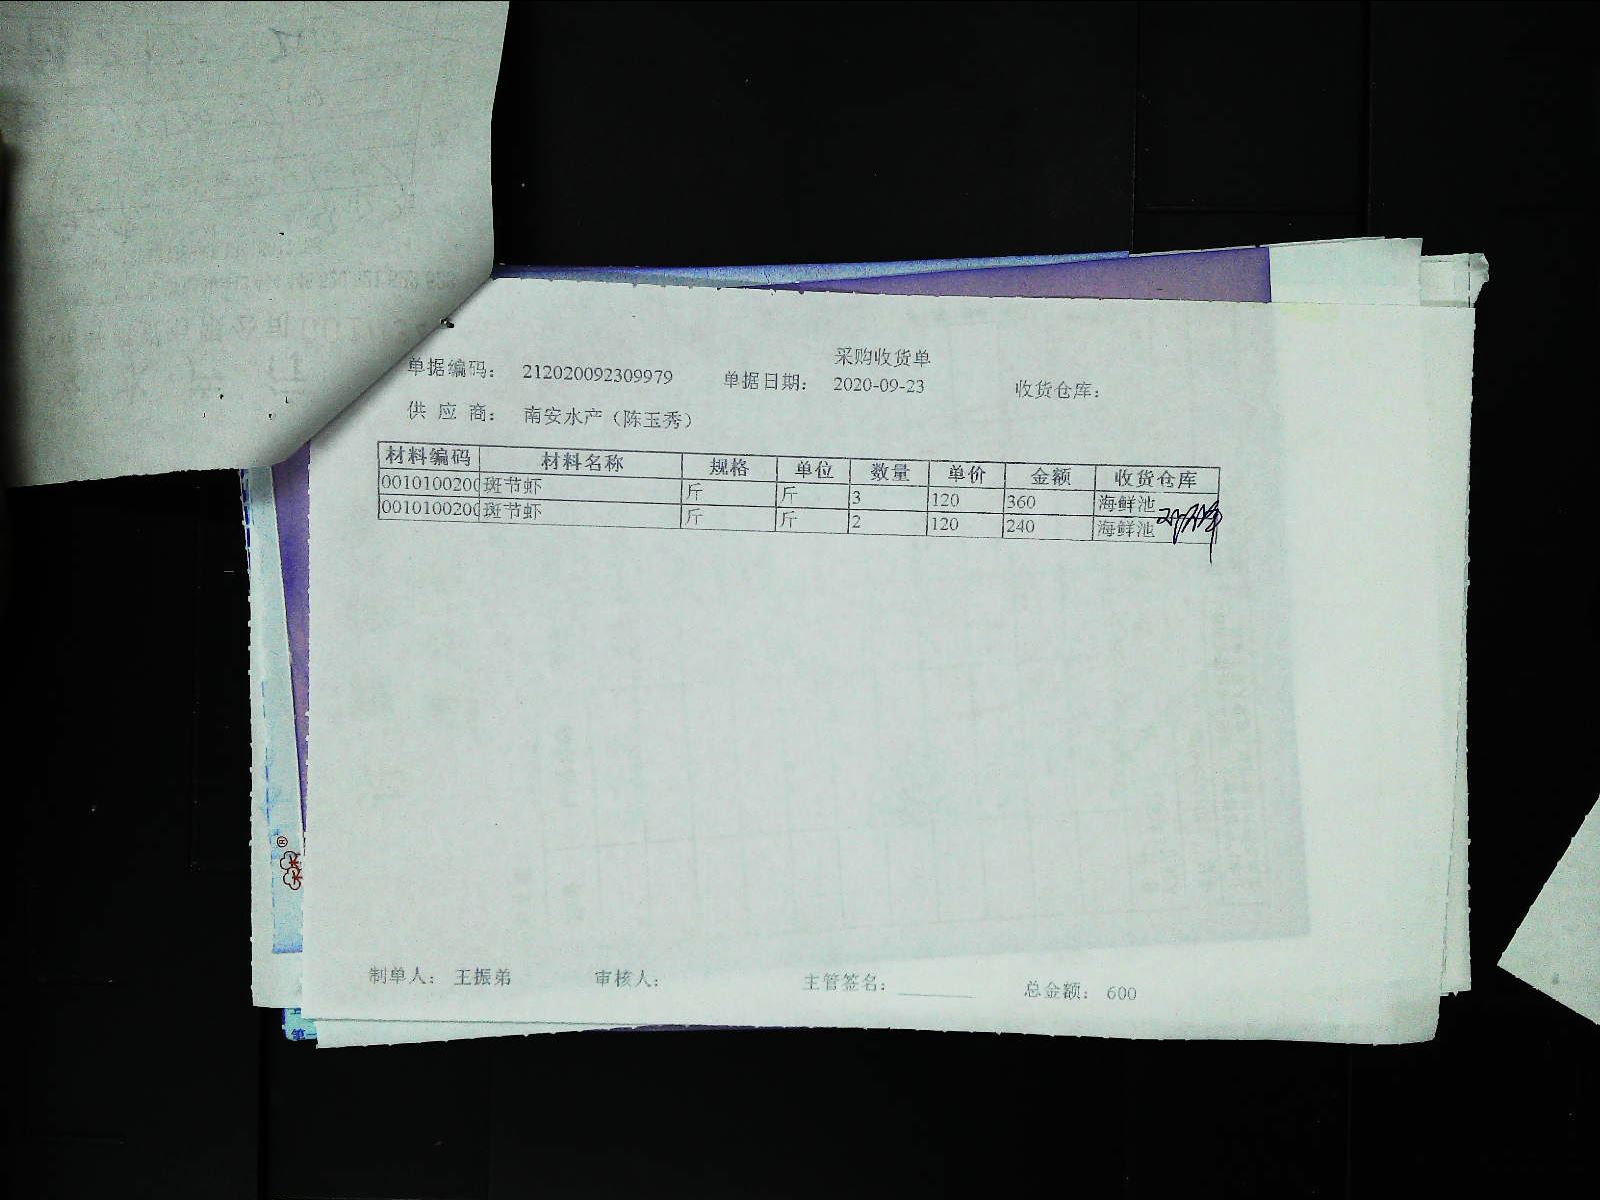 采购收货单
单据编码： 212020092309979 单据日期： 2020-09-23 收货仓库：
供 应 商： 南安水产（陈玉秀）
材料编码 材料名称 规格 单位 数量 单价 金额 收货仓库
0010100200 斑节虾 斤 斤 3 120 360 海鲜池
0010100200 斑节虾 斤 斤 2 120 240 海鲜池
制单人： 王振弟 审核人： 主管签名： 总金额： 600